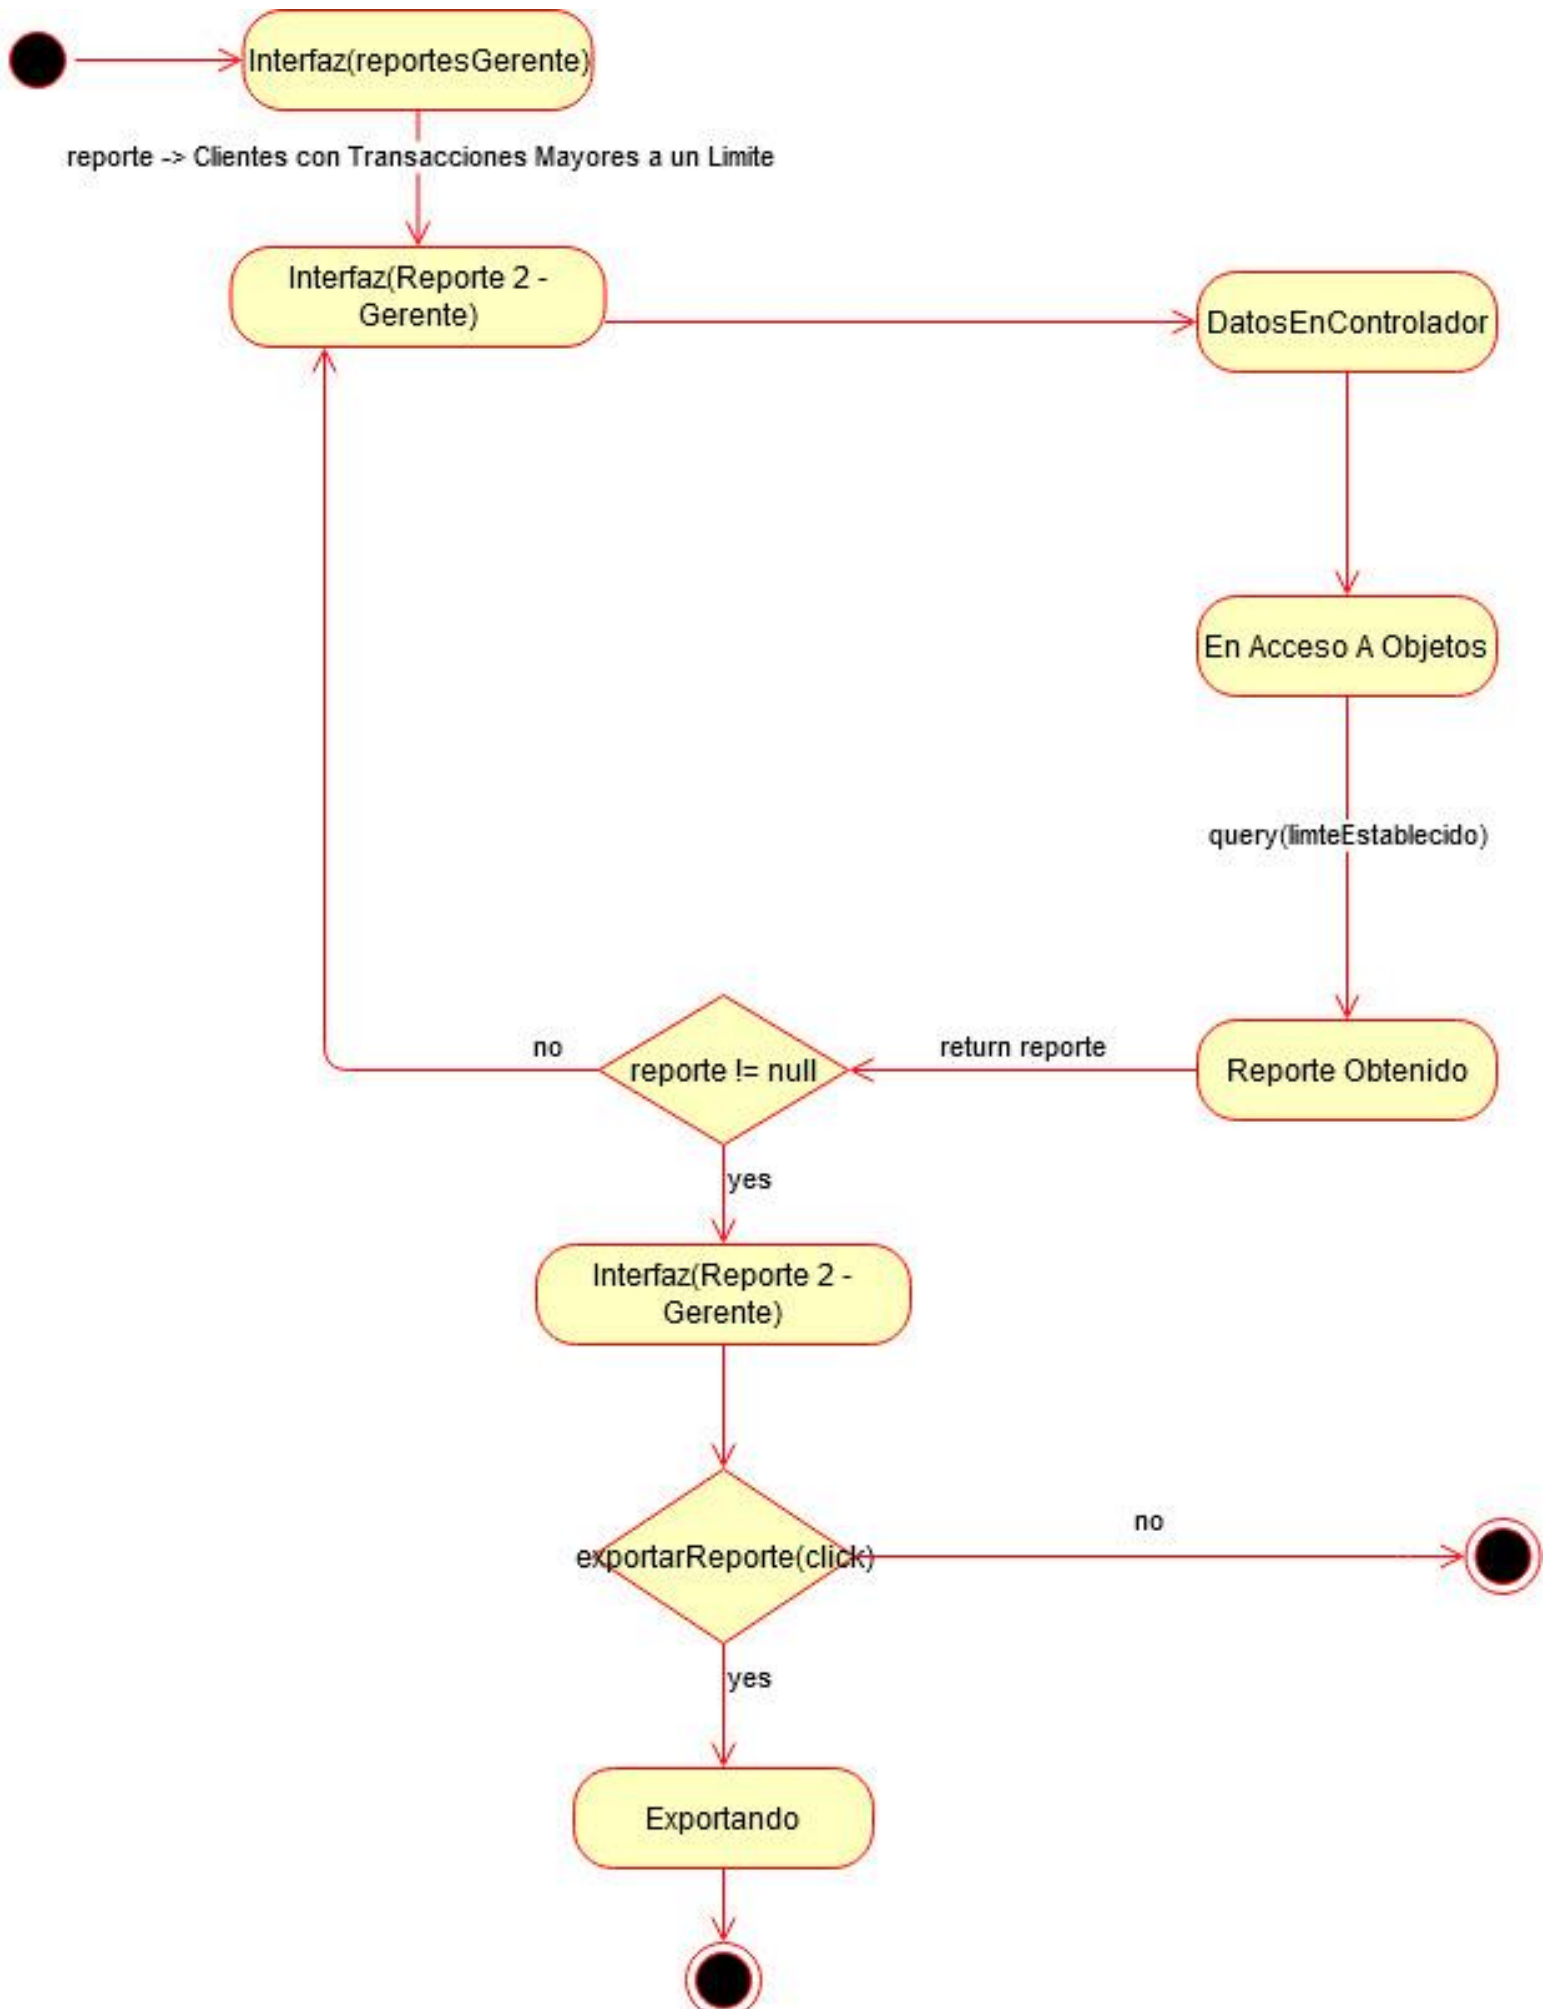 Interfaz(reportesGerente)
reporte -> Clientes con Transacciones Mayores a un Limite
Interfaz(Reporte 2 -
Gerente)
DatosEnControlador
En Acceso A Objetos
query(limteEstablecido)
no
reporte != null
return reporte
Reporte Obtenido
yes
Interfaz(Reporte 2 -
Gerente)
exportarReporte(click)
no
yes
Exportando